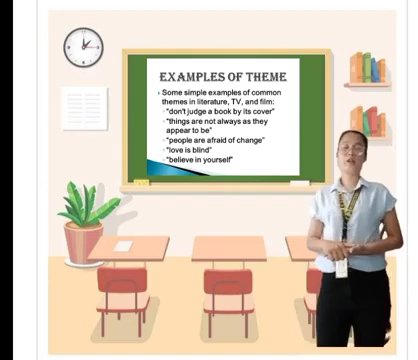 EXAMPLES OF THEME
Some simple examples of common
themes in literature, TV, and film:
"don't judge a book by its cover"
"things are not always as they
appear to be"
"people are afraid of change"
"love is blind"
"believe in yourself"